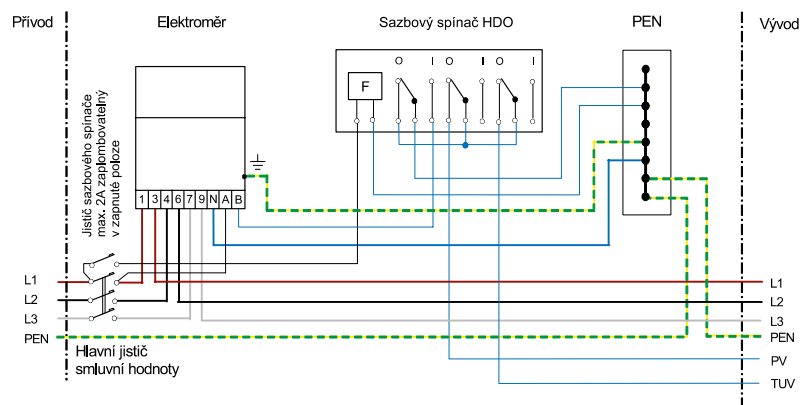 Přívod
Elektroměr
Sazbový spínač HDO
PEN
Vývod
O I O I O I
F
Jistič sazbového spínače
max. 2A zaplombovatelný
v zapnuté poloze
1 3 4 6 7 9 N A B
L1
L2
L3
PEN
Hlavní jistič
smluvní hodnoty
L1
L2
L3
PEN
PV
TUV